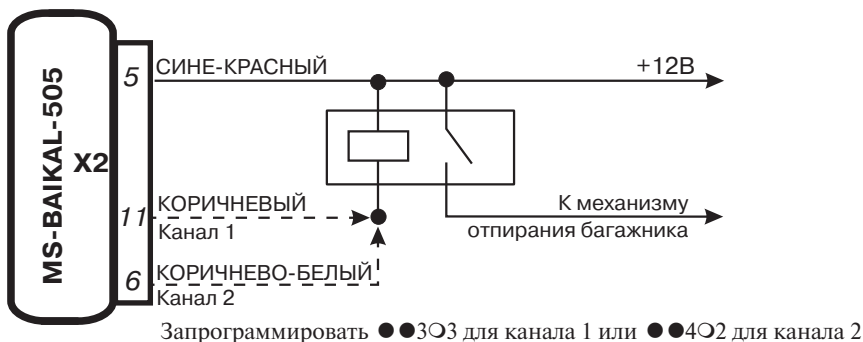 MS-BAIKAL-505
X2
5 СИНЕ-КРАСНЫЙ +12В
11 КОРИЧНЕВЫЙ
Канал 1
К механизму
отпирания багажника
6 КОРИЧНЕВО-БЕЛЫЙ
Канал 2
Запрограммировать ●●3❍3 для канала 1 или ●●4❍2 для канала 2